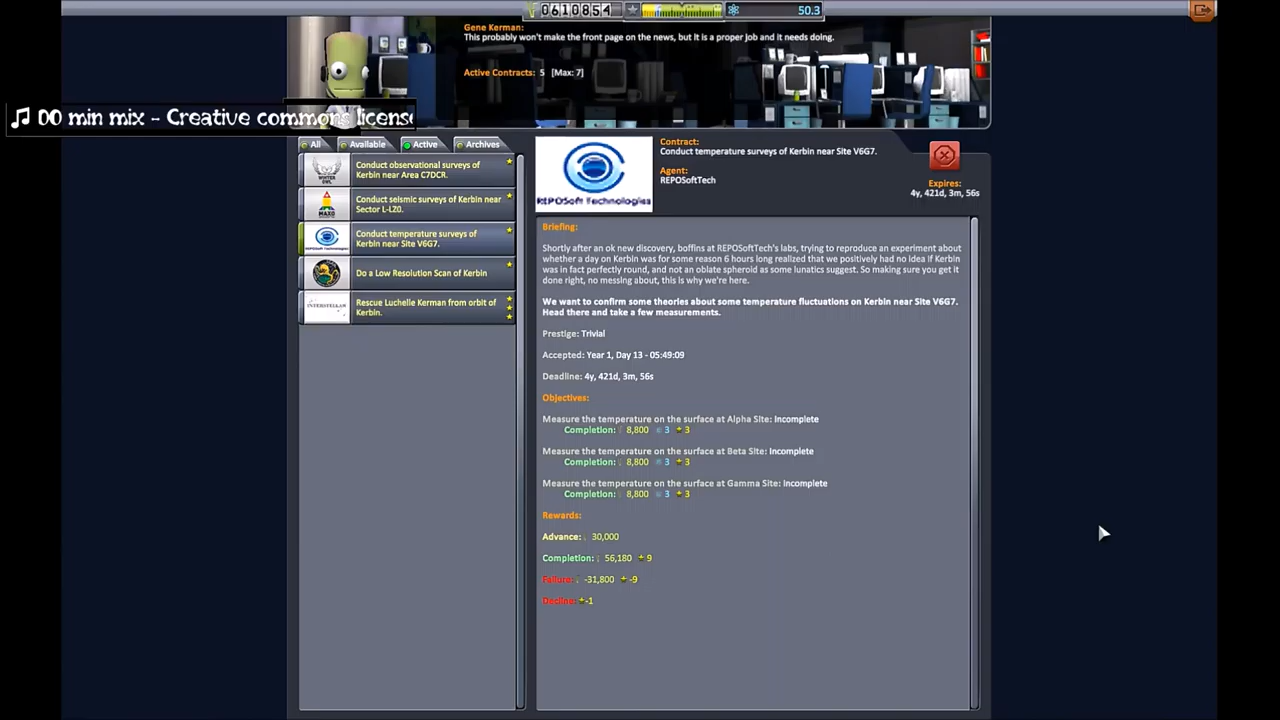 0610854
50.3
Gene Kerman:
This probably won't make the front page on the news, but it is a proper job and it needs doing.
Active Contracts: 5 [Max: 7]
♫ 00 min mix - Creative commons license
All
Available
Active
Archives
Conduct observational surveys of
Kerbin near Area C7DCR.
Conduct seismic surveys of Kerbin near
Sector L-LZ0.
Conduct temperature surveys of
Kerbin near Site V6G7.
Do a Low Resolution Scan of Kerbin
Rescue Luchelle Kerman from orbit of
Kerbin.
REPOSoft Technologies
Contract:
Conduct temperature surveys of Kerbin near Site V6G7.
Agent:
REPOSoftTech
Expires:
4y, 421d, 3m, 56s
Briefing:
Shortly after an ok new discovery, boffins at REPOSoftTech's labs, trying to reproduce an experiment about
whether a day on Kerbin was for some reason 6 hours long realized that we positively had no idea if Kerbin
was in fact perfectly round, and not an oblate spheroid as some lunatics suggest. So making sure you get it
done right, no messing about, this is why we're here.
We want to confirm some theories about some temperature fluctuations on Kerbin near Site V6G7.
Head there and take a few measurements.
Prestige: Trivial
Accepted: Year 1, Day 13 - 05:49:09
Deadline: 4y, 421d, 3m, 56s
Objectives:
Measure the temperature on the surface at Alpha Site: Incomplete
Completion: 8,800 3 3
Measure the temperature on the surface at Beta Site: Incomplete
Completion: 8,800 3 3
Measure the temperature on the surface at Gamma Site: Incomplete
Completion: 8,800 3 3
Rewards:
Advance: 30,000
Completion: 56,180 9
Failure: -31,800 -9
Decline: -1